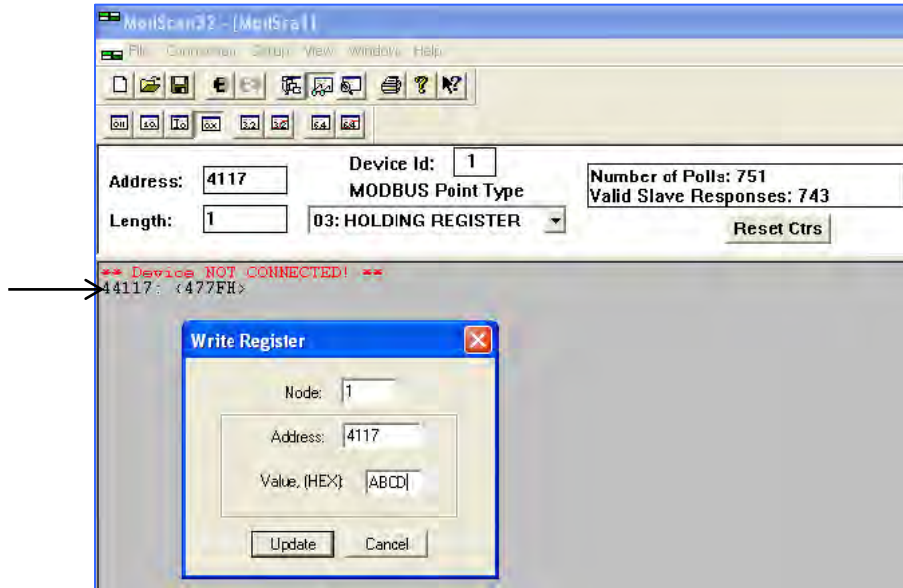 ModScan32 - [ModSca1]
File Connection Setup View Window Help
Address: 4117
Device Id: 1
MODBUS Point Type
Length: 1
03: HOLDING REGISTER
Number of Polls: 751
Valid Slave Responses: 743
Reset Ctrs
** Device NOT CONNECTED! **
44117: <477FH>
Write Register
Node: 1
Address: 4117
Value, (HEX): ABCD
Update Cancel